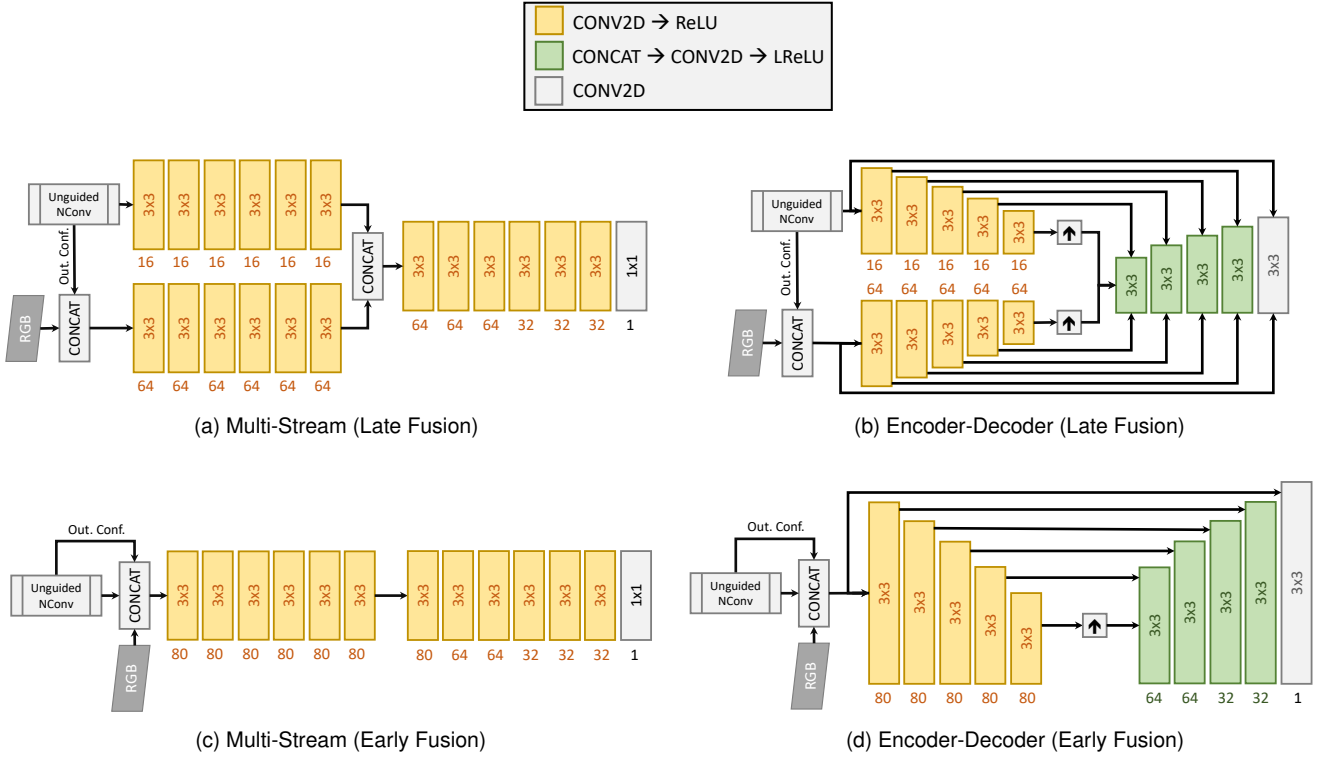 CONV2D → ReLU
CONCAT → CONV2D → LReLU
CONV2D
Unguided
NConv
Out. Conf.
RGB
CONCAT
3x3 3x3 3x3 3x3 3x3 3x3
16 16 16 16 16 16
3x3 3x3 3x3 3x3 3x3 3x3
64 64 64 64 64 64
CONCAT
3x3 3x3 3x3 3x3 3x3 3x3 1x1
64 64 64 32 32 32 1
(a) Multi-Stream (Late Fusion)
Unguided
NConv
Out. Conf.
RGB
CONCAT
3x3 3x3 3x3 3x3 3x3
16 16 16 16 16
64 64 64 64 64
3x3 3x3 3x3 3x3 3x3
3x3 3x3 3x3 3x3 3x3
(b) Encoder-Decoder (Late Fusion)
Out. Conf.
Unguided
NConv
CONCAT
RGB
3x3 3x3 3x3 3x3 3x3 3x3
80 80 80 80 80 80
3x3 3x3 3x3 3x3 3x3 3x3 1x1
80 64 64 32 32 32 1
(c) Multi-Stream (Early Fusion)
Out. Conf.
Unguided
NConv
CONCAT
RGB
3x3 3x3 3x3 3x3 3x3
80 80 80 80 80
3x3 3x3 3x3 3x3 3x3
64 64 32 32 1
(d) Encoder-Decoder (Early Fusion)